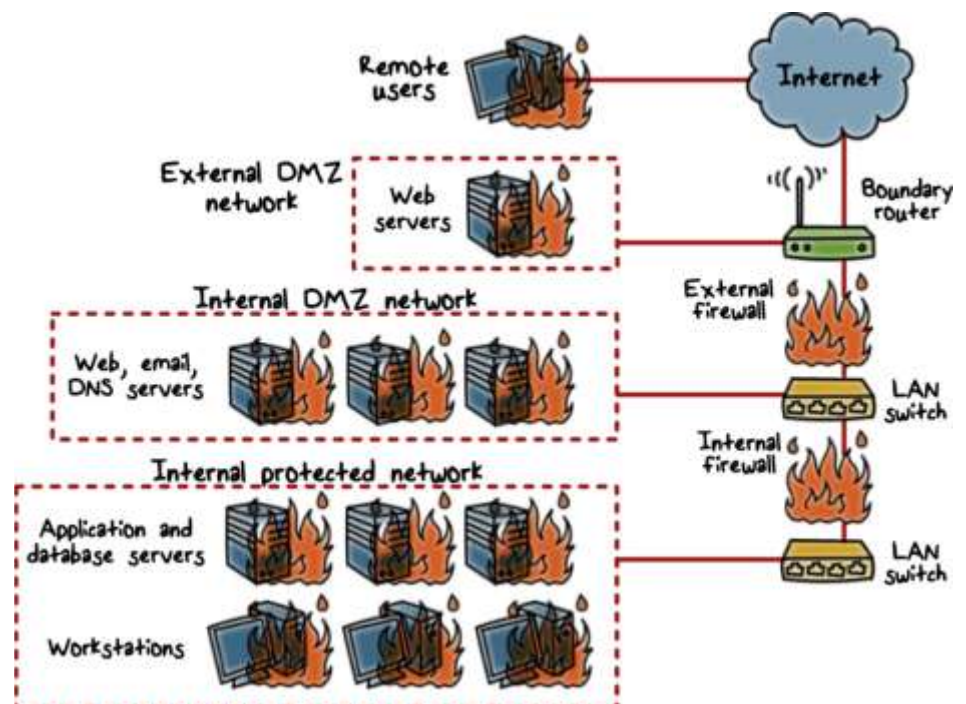 Remote
users
Internet
External DMZ
network
Web
servers
Boundary
router
External
firewall
Internal DMZ network
Web, email,
DNS servers
LAN
switch
Internal
firewall
Internal protected network
Application and
database servers
LAN
switch
Workstations